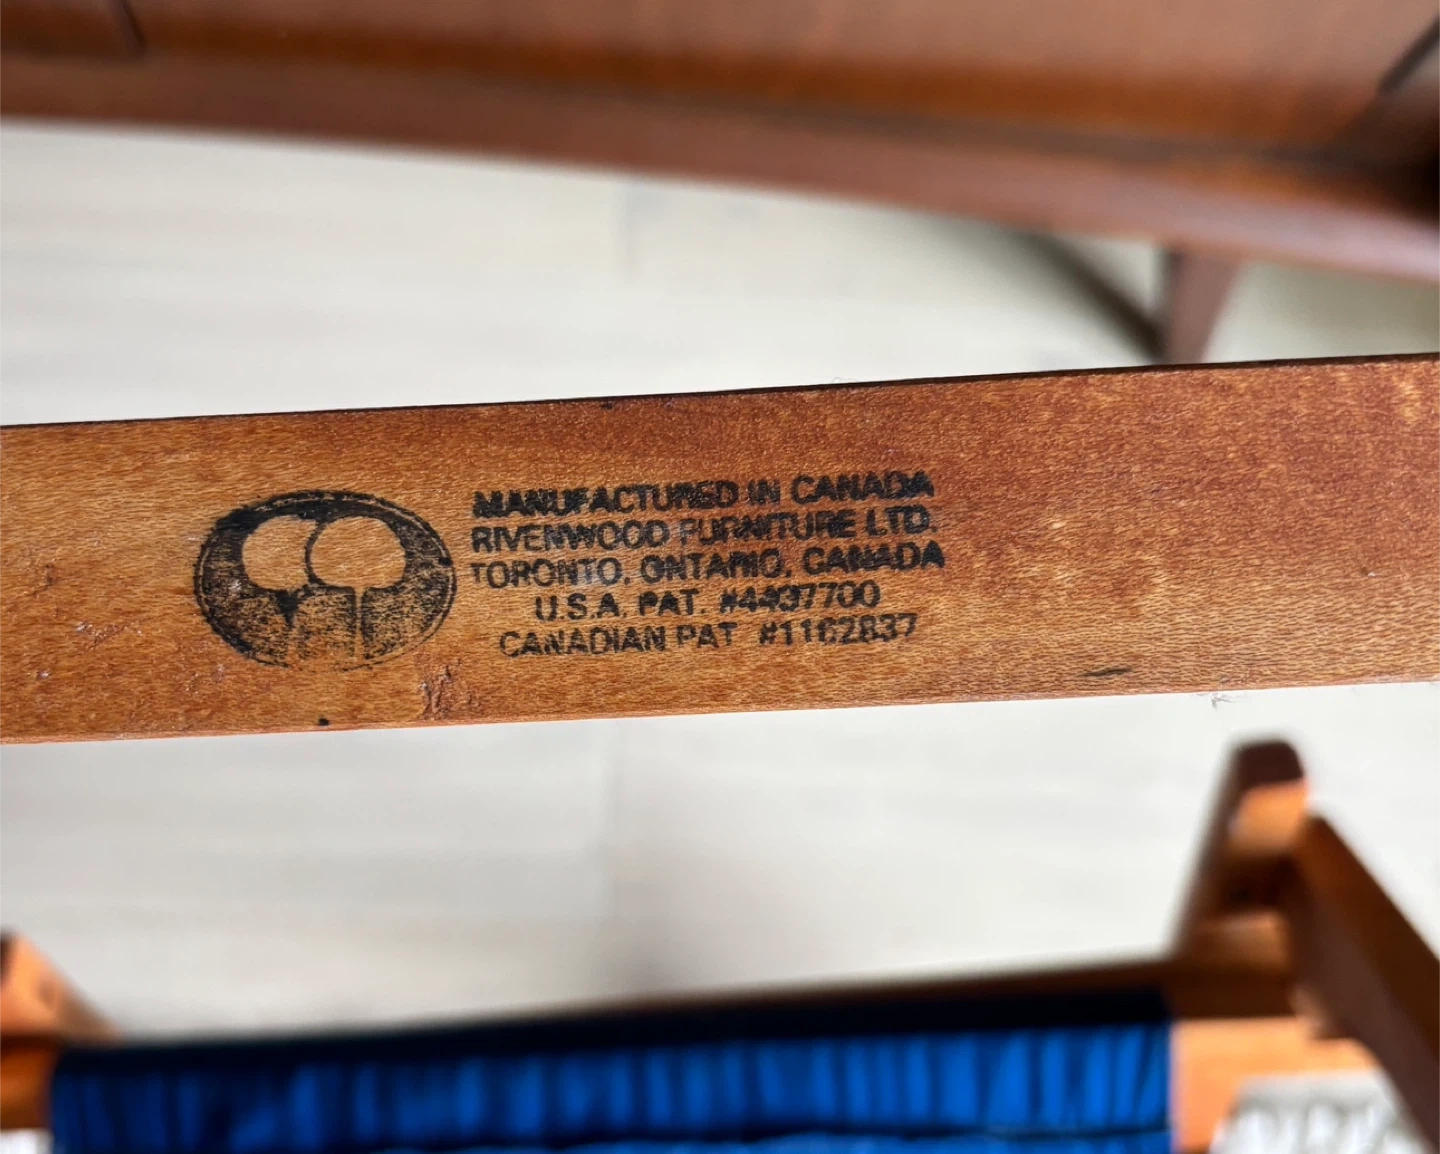 MANUFACTURED IN CANADA
RIVENWOOD FURNITURE LTD.
TORONTO, ONTARIO, CANADA
U.S.A. PAT. #4437700
CANADIAN PAT #1162837